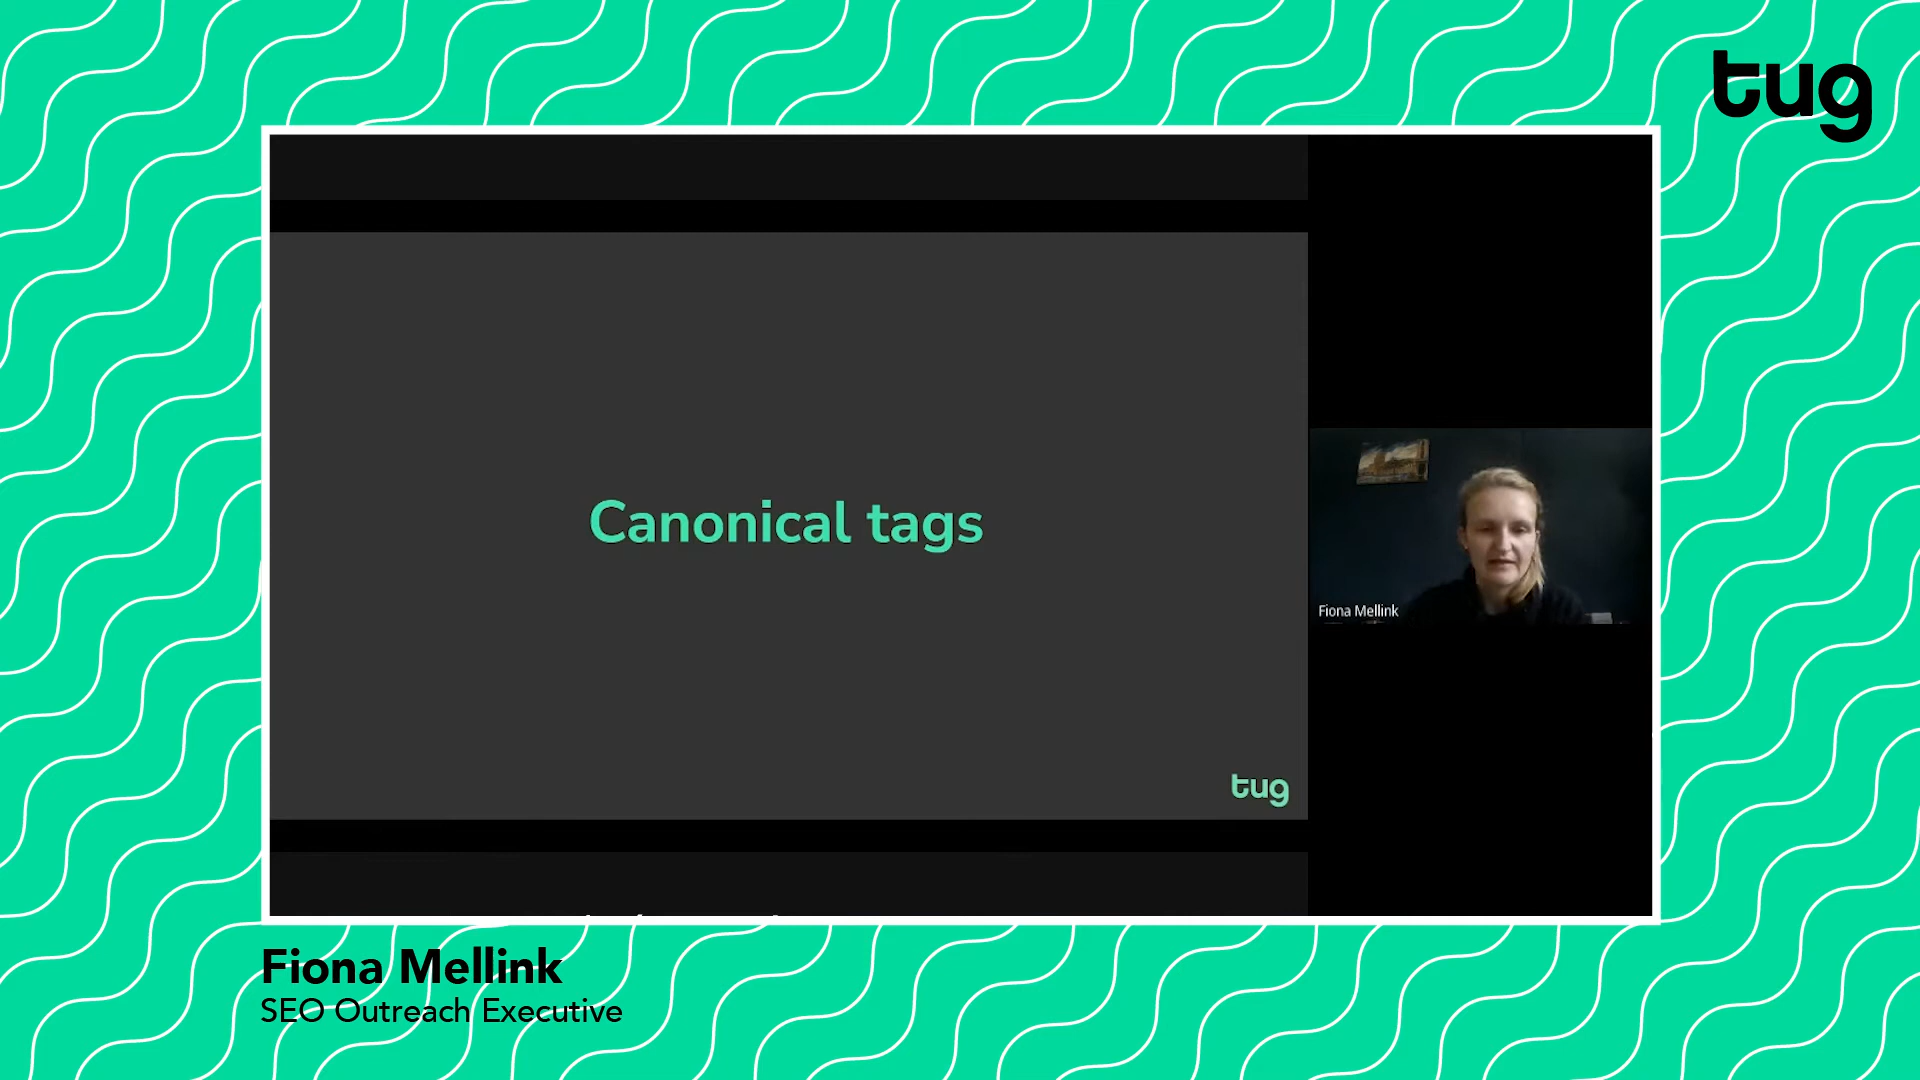 tug
Canonical tags
Fiona Mellink
tug
Fiona Mellink
SEO Outreach Executive